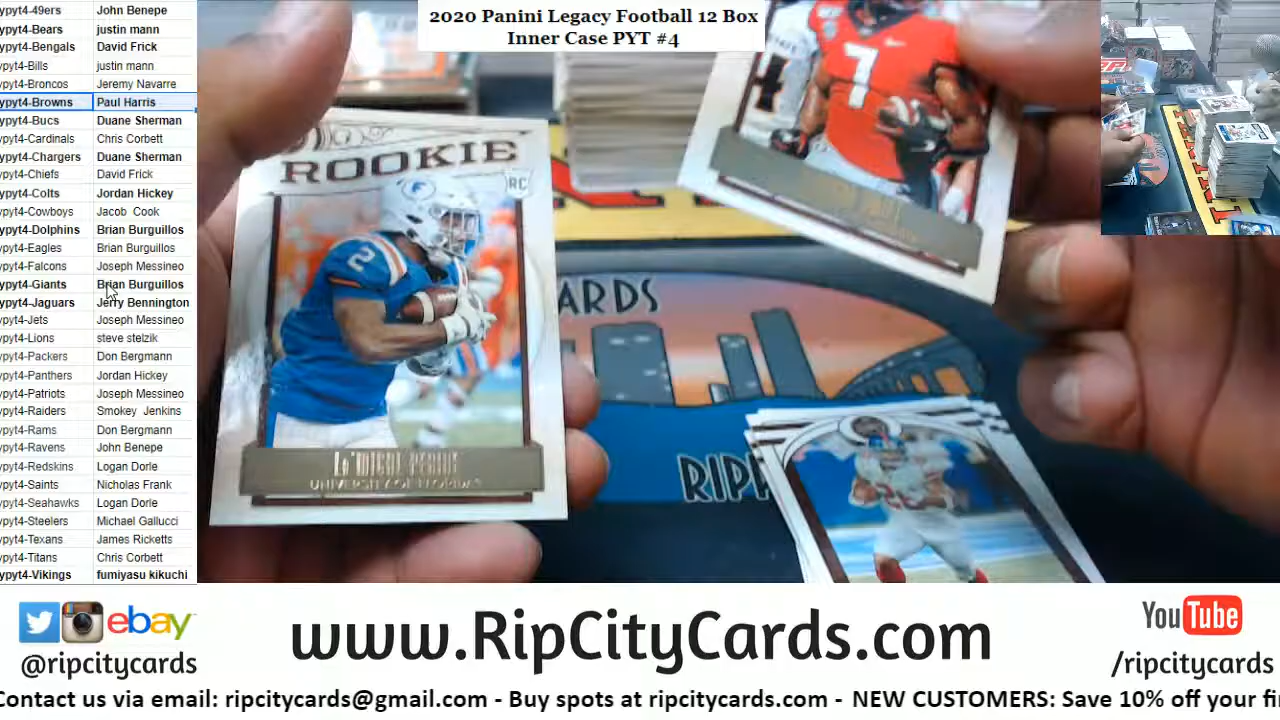 2020 Panini Legacy Football 12 Box
Inner Case PYT #4
ypyt4-49ers John Benepe
ypyt4-Bears justin mann
ypyt4-Bengals David Frick
ypyt4-Bills justin mann
ypyt4-Broncos Jeremy Navarre
ypyt4-Browns Paul Harris
ypyt4-Bucs Duane Sherman
ypyt4-Cardinals Chris Corbett
ypyt4-Chargers Duane Sherman
ypyt4-Chiefs David Frick
ypyt4-Colts Jordan Hickey
ypyt4-Cowboys Jacob Cook
ypyt4-Dolphins Brian Burguillos
ypyt4-Eagles Brian Burguillos
ypyt4-Falcons Joseph Messineo
ypyt4-Giants Brian Burguillos
ypyt4-Jaguars Jerry Bennington
ypyt4-Jets Joseph Messineo
ypyt4-Lions steve stelzik
ypyt4-Packers Don Bergmann
ypyt4-Panthers Jordan Hickey
ypyt4-Patriots Joseph Messineo
ypyt4-Raiders Smokey Jenkins
ypyt4-Rams Don Bergmann
ypyt4-Ravens John Benepe
ypyt4-Redskins Logan Dorle
ypyt4-Saints Nicholas Frank
ypyt4-Seahawks Logan Dorle
ypyt4-Steelers Michael Gallucci
ypyt4-Texans James Ricketts
ypyt4-Titans Chris Corbett
ypyt4-Vikings fumiyasu kikuchi
ROOKIE
RC
F
2
UNIVERSITY OF FLORIDA
7
ARDS
RIPP
ebay
@ripcitycards
www.RipCityCards.com
YouTube
/ripcitycards
Contact us via email: ripcitycards@gmail.com - Buy spots at ripcitycards.com - NEW CUSTOMERS: Save 10% off your fi